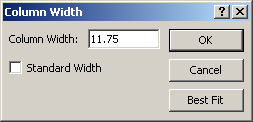 Column Width
Column Width: 11.75 OK
Standard Width Cancel
Best Fit